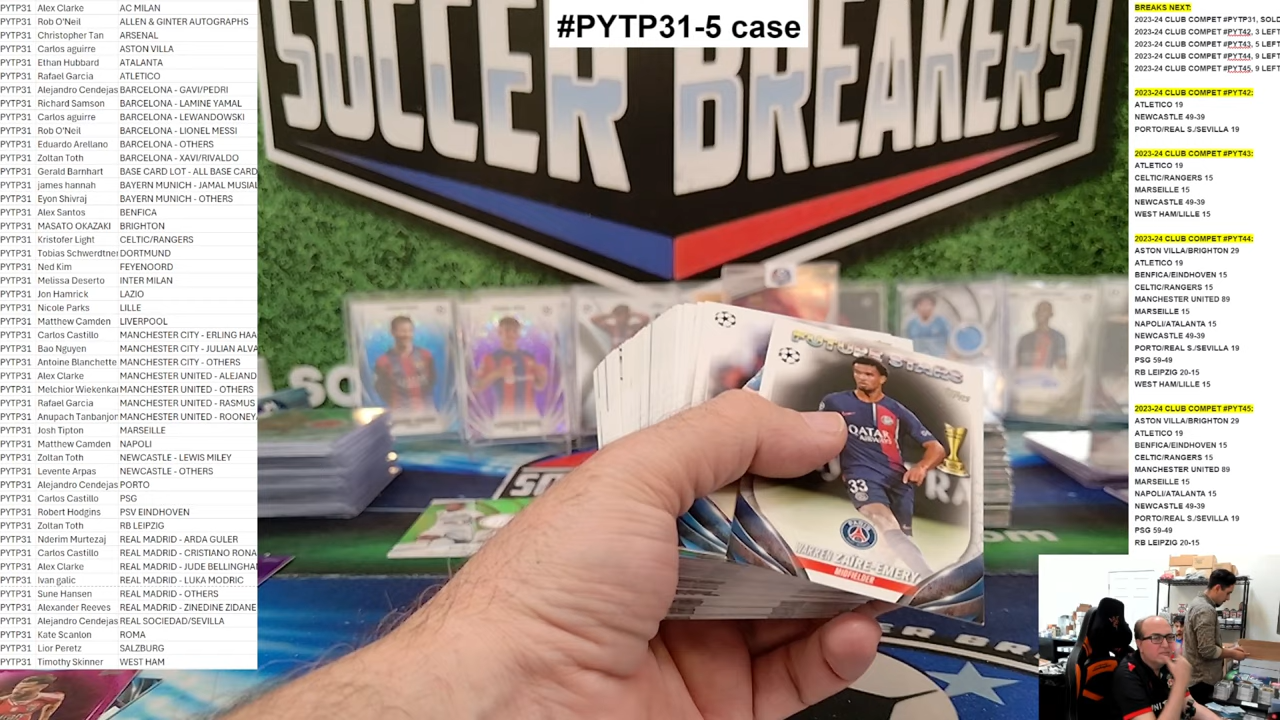 PYTP31 Alex Clarke AC MILAN
PYTP31 Rob O'Neil ALLEN & GINTER AUTOGRAPHS
PYTP31 Christopher Tan ARSENAL
PYTP31 Carlos aguirre ASTON VILLA
PYTP31 Ethan Hubbard ATALANTA
PYTP31 Rafael Garcia ATLETICO
PYTP31 Alejandro Cendejas BARCELONA - GAVI/PEDRI
PYTP31 Richard Samson BARCELONA - LAMINE YAMAL
PYTP31 Carlos aguirre BARCELONA - LEWANDOWSKI
PYTP31 Rob O'Neil BARCELONA - LIONEL MESSI
PYTP31 Eduardo Arellano BARCELONA - OTHERS
PYTP31 Zoltan Toth BARCELONA - XAVI/RIVALDO
PYTP31 Gerald Barnhart BASE CARD LOT - ALL BASE CARD
PYTP31 james hannah BAYERN MUNICH - JAMAL MUSIAL
PYTP31 Eyon Shivraj BAYERN MUNICH - OTHERS
PYTP31 Alex Santos BENFICA
PYTP31 MASATO OKAZAKI BRIGHTON
PYTP31 Kristofer Light CELTIC/RANGERS
PYTP31 Tobias Schwerdtner DORTMUND
PYTP31 Ned Kim FEYENOORD
PYTP31 Melissa Deserto INTER MILAN
PYTP31 Jon Hamrick LAZIO
PYTP31 Nicole Parks LILLE
PYTP31 Matthew Camden LIVERPOOL
PYTP31 Carlos Castillo MANCHESTER CITY - ERLING HAA
PYTP31 Bao Nguyen MANCHESTER CITY - JULIAN ALVA
PYTP31 Antoine Blanchette MANCHESTER CITY - OTHERS
PYTP31 Alex Clarke MANCHESTER UNITED - ALEJAND
PYTP31 Melchior Wiekenkar MANCHESTER UNITED - OTHERS
PYTP31 Rafael Garcia MANCHESTER UNITED - RASMUS
PYTP31 Anupach Tanbanjon MANCHESTER UNITED - ROONEY
PYTP31 Josh Tipton MARSEILLE
PYTP31 Matthew Camden NAPOLI
PYTP31 Zoltan Toth NEWCASTLE - LEWIS MILEY
PYTP31 Levente Arpas NEWCASTLE - OTHERS
PYTP31 Alejandro Cendejas PORTO
PYTP31 Carlos Castillo PSG
PYTP31 Robert Hodgins PSV EINDHOVEN
PYTP31 Zoltan Toth RB LEIPZIG
PYTP31 Nderim Murtezaj REAL MADRID - ARDA GULER
PYTP31 Carlos Castillo REAL MADRID - CRISTIANO RONA
PYTP31 Alex Clarke REAL MADRID - JUDE BELLINGHA
PYTP31 Ivan galic REAL MADRID - LUKA MODRIC
PYTP31 Sune Hansen REAL MADRID - OTHERS
PYTP31 Alexander Reeves REAL MADRID - ZINEDINE ZIDANE
PYTP31 Alejandro Cendejas REAL SOCIEDAD/SEVILLA
PYTP31 Kate Scanlon ROMA
PYTP31 Lior Peretz SALZBURG
PYTP31 Timothy Skinner WEST HAM
#PYTP31-5 case
SOCCER BREAKERS
FUTURE STARS
QATAR
AIRWAYS
33
WARREN ZAÏRE-EMERY
MIDFIELDER
BREAKS NEXT:
2023-24 CLUB COMPET #PYTP31, SOL
2023-24 CLUB COMPET #PYT42, 3 LEFT
2023-24 CLUB COMPET #PYT43, 5 LEFT
2023-24 CLUB COMPET #PYT44, 9 LEFT
2023-24 CLUB COMPET #PYT45, 9 LEFT
2023-24 CLUB COMPET #PYT42:
ATLETICO 19
NEWCASTLE 49-39
PORTO/REAL S./SEVILLA 19
2023-24 CLUB COMPET #PYT43:
ATLETICO 19
CELTIC/RANGERS 15
MARSEILLE 15
NEWCASTLE 49-39
WEST HAM/LILLE 15
2023-24 CLUB COMPET #PYT44:
ASTON VILLA/BRIGHTON 29
ATLETICO 19
BENFICA/EINDHOVEN 15
CELTIC/RANGERS 15
MANCHESTER UNITED 89
MARSEILLE 15
NAPOLI/ATALANTA 15
NEWCASTLE 49-39
PORTO/REAL S./SEVILLA 19
PSG 59-49
RB LEIPZIG 20-15
WEST HAM/LILLE 15
2023-24 CLUB COMPET #PYT45:
ASTON VILLA/BRIGHTON 29
ATLETICO 19
BENFICA/EINDHOVEN 15
CELTIC/RANGERS 15
MANCHESTER UNITED 89
MARSEILLE 15
NAPOLI/ATALANTA 15
NEWCASTLE 49-39
PORTO/REAL S./SEVILLA 19
PSG 59-49
RB LEIPZIG 20-15